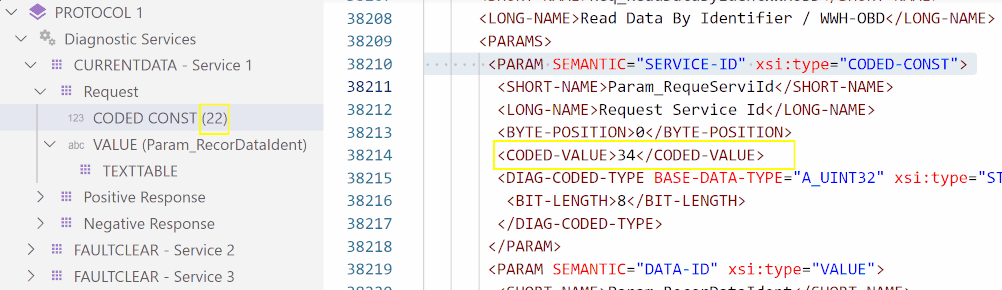 PROTOCOL 1
Diagnostic Services
CURRENTDATA - Service 1
Request
123 CODED CONST (22)
abc VALUE (Param_RecorDataIdent)
TEXTTABLE
Positive Response
Negative Response
FAULTCLEAR - Service 2
FAOULTCLEAR - Service 3
38208 <LONG-NAME>Read Data By Identifier / WWH-OBD</LONG-NAME>
38209 <PARAMS>
38210 <PARAM SEMANTIC="SERVICE-ID" xsi:type="CODED-CONST">
38211 <SHORT-NAME>Param_RequeServiId</SHORT-NAME>
38212 <LONG-NAME>Request Service Id</LONG-NAME>
38213 <BYTE-POSITION>0</BYTE-POSITION>
38214 <CODED-VALUE>34</CODED-VALUE>
38215 <DIAG-CODED-TYPE BASE-DATA-TYPE="A_UINT32" xsi:type="ST
38216 <BIT-LENGTH>8</BIT-LENGTH>
38217 </DIAG-CODED-TYPE>
38218 </PARAM>
38219 <PARAM SEMANTIC="DATA-ID" xsi:type="VALUE">